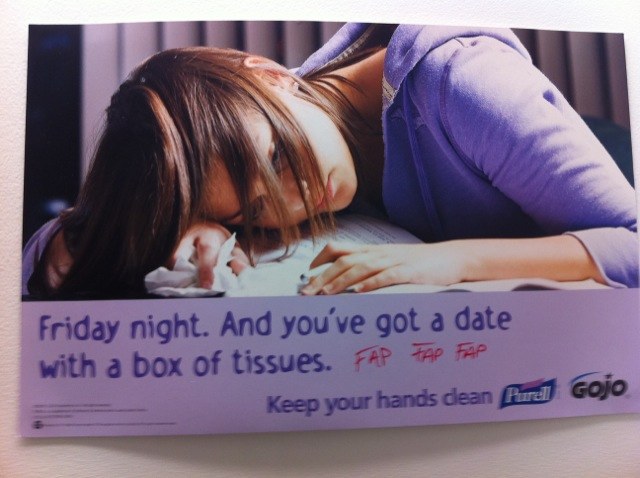 Friday night. And you've got a date
with a box of tissues. FAP FAP FAP
Keep your hands clean Purell GOJO